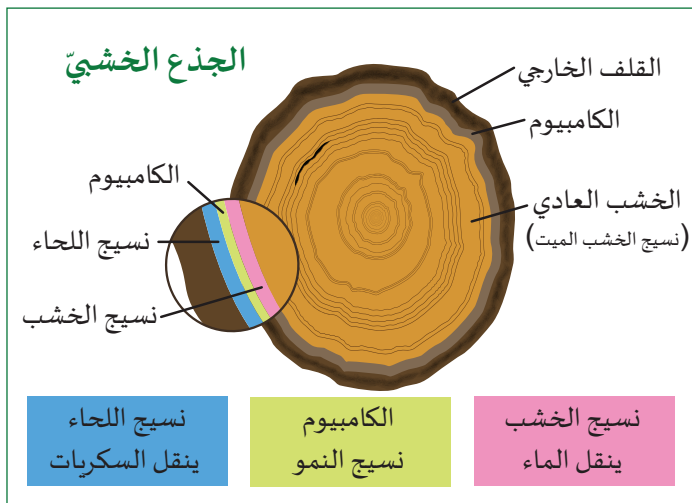 الجذع الخشبيّ
القلف الخارجي
الكامبيوم
الخشب العادي
(نسيج الخشب الميت)
الكامبيوم
نسيج اللحاء
نسيج الخشب
نسيج الخشب
ينقل الماء
الكامبيوم
نسيج النمو
نسيج اللحاء
ينقل السكريات